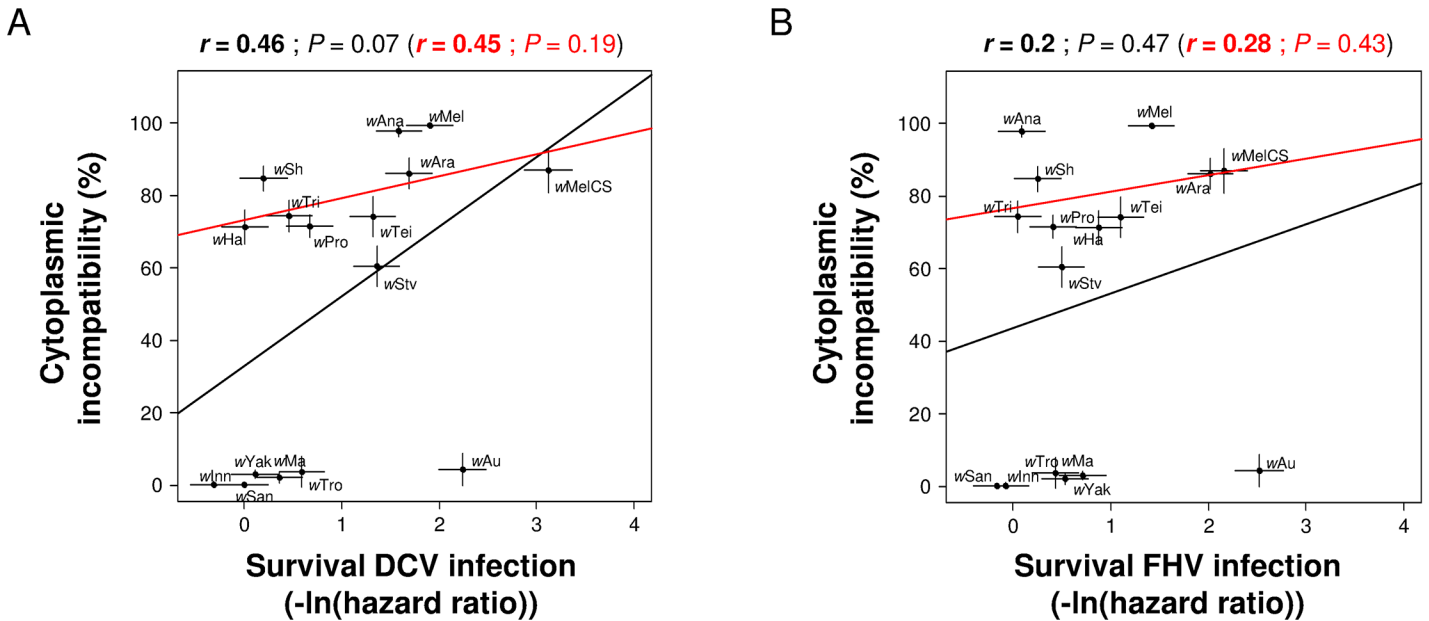 A
r = 0.46 ; P = 0.07 (r = 0.45 ; P = 0.19)
Cytoplasmic
incompatibility (%)
100
80
60
40
20
0
wAna
wMel
wSh
wAra
wMelCS
wTri
wHa
wPro
wTei
wStv
wInn
wYak
wMa
wSan
wTro
wAu
0 1 2 3 4
Survival DCV infection
(-ln(hazard ratio))
B
r = 0.2 ; P = 0.47 (r = 0.28 ; P = 0.43)
Cytoplasmic
incompatibility (%)
100
80
60
40
20
0
wAna
wMel
wSh
wMelCS
wAra
wTri
wPro
wTei
wHa
wStv
wSan
wInn
wTro
wMa
wYak
wAu
0 1 2 3 4
Survival FHV infection
(-ln(hazard ratio))